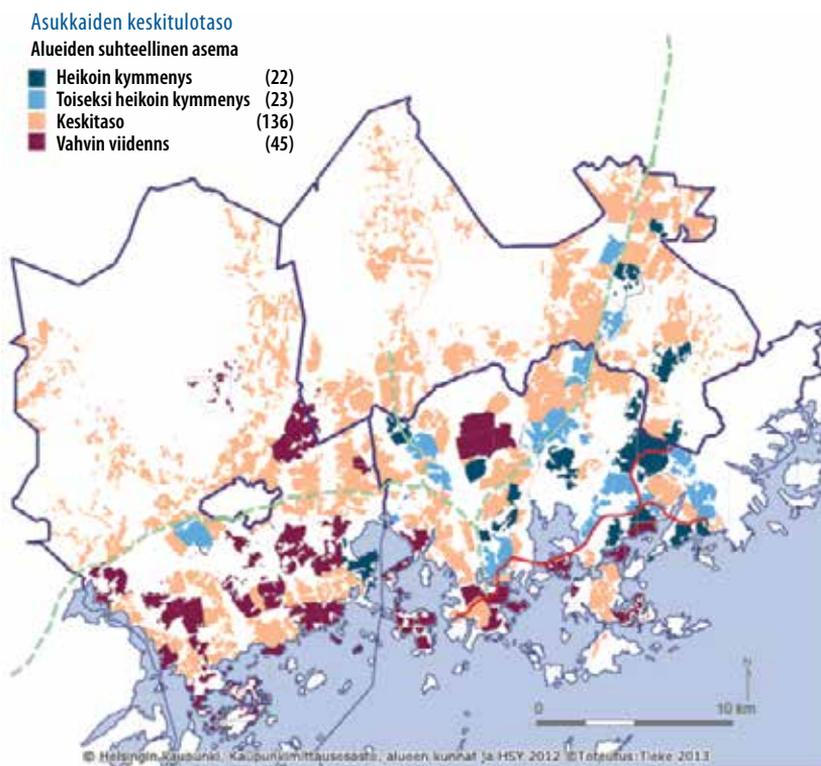 Asukkaiden keskitulotaso
Alueiden suhteellinen asema
Heikoin kymmenys (22)
Toiseksi heikoin kymmenys (23)
Keskitaso (136)
Vahvin viidenns (45)
N
0 10 km
© Helsingin kaupunki, Kaupunkimittausosasto, alueen kunnat ja HSY 2012 ©Toteutus:Tieke 2013